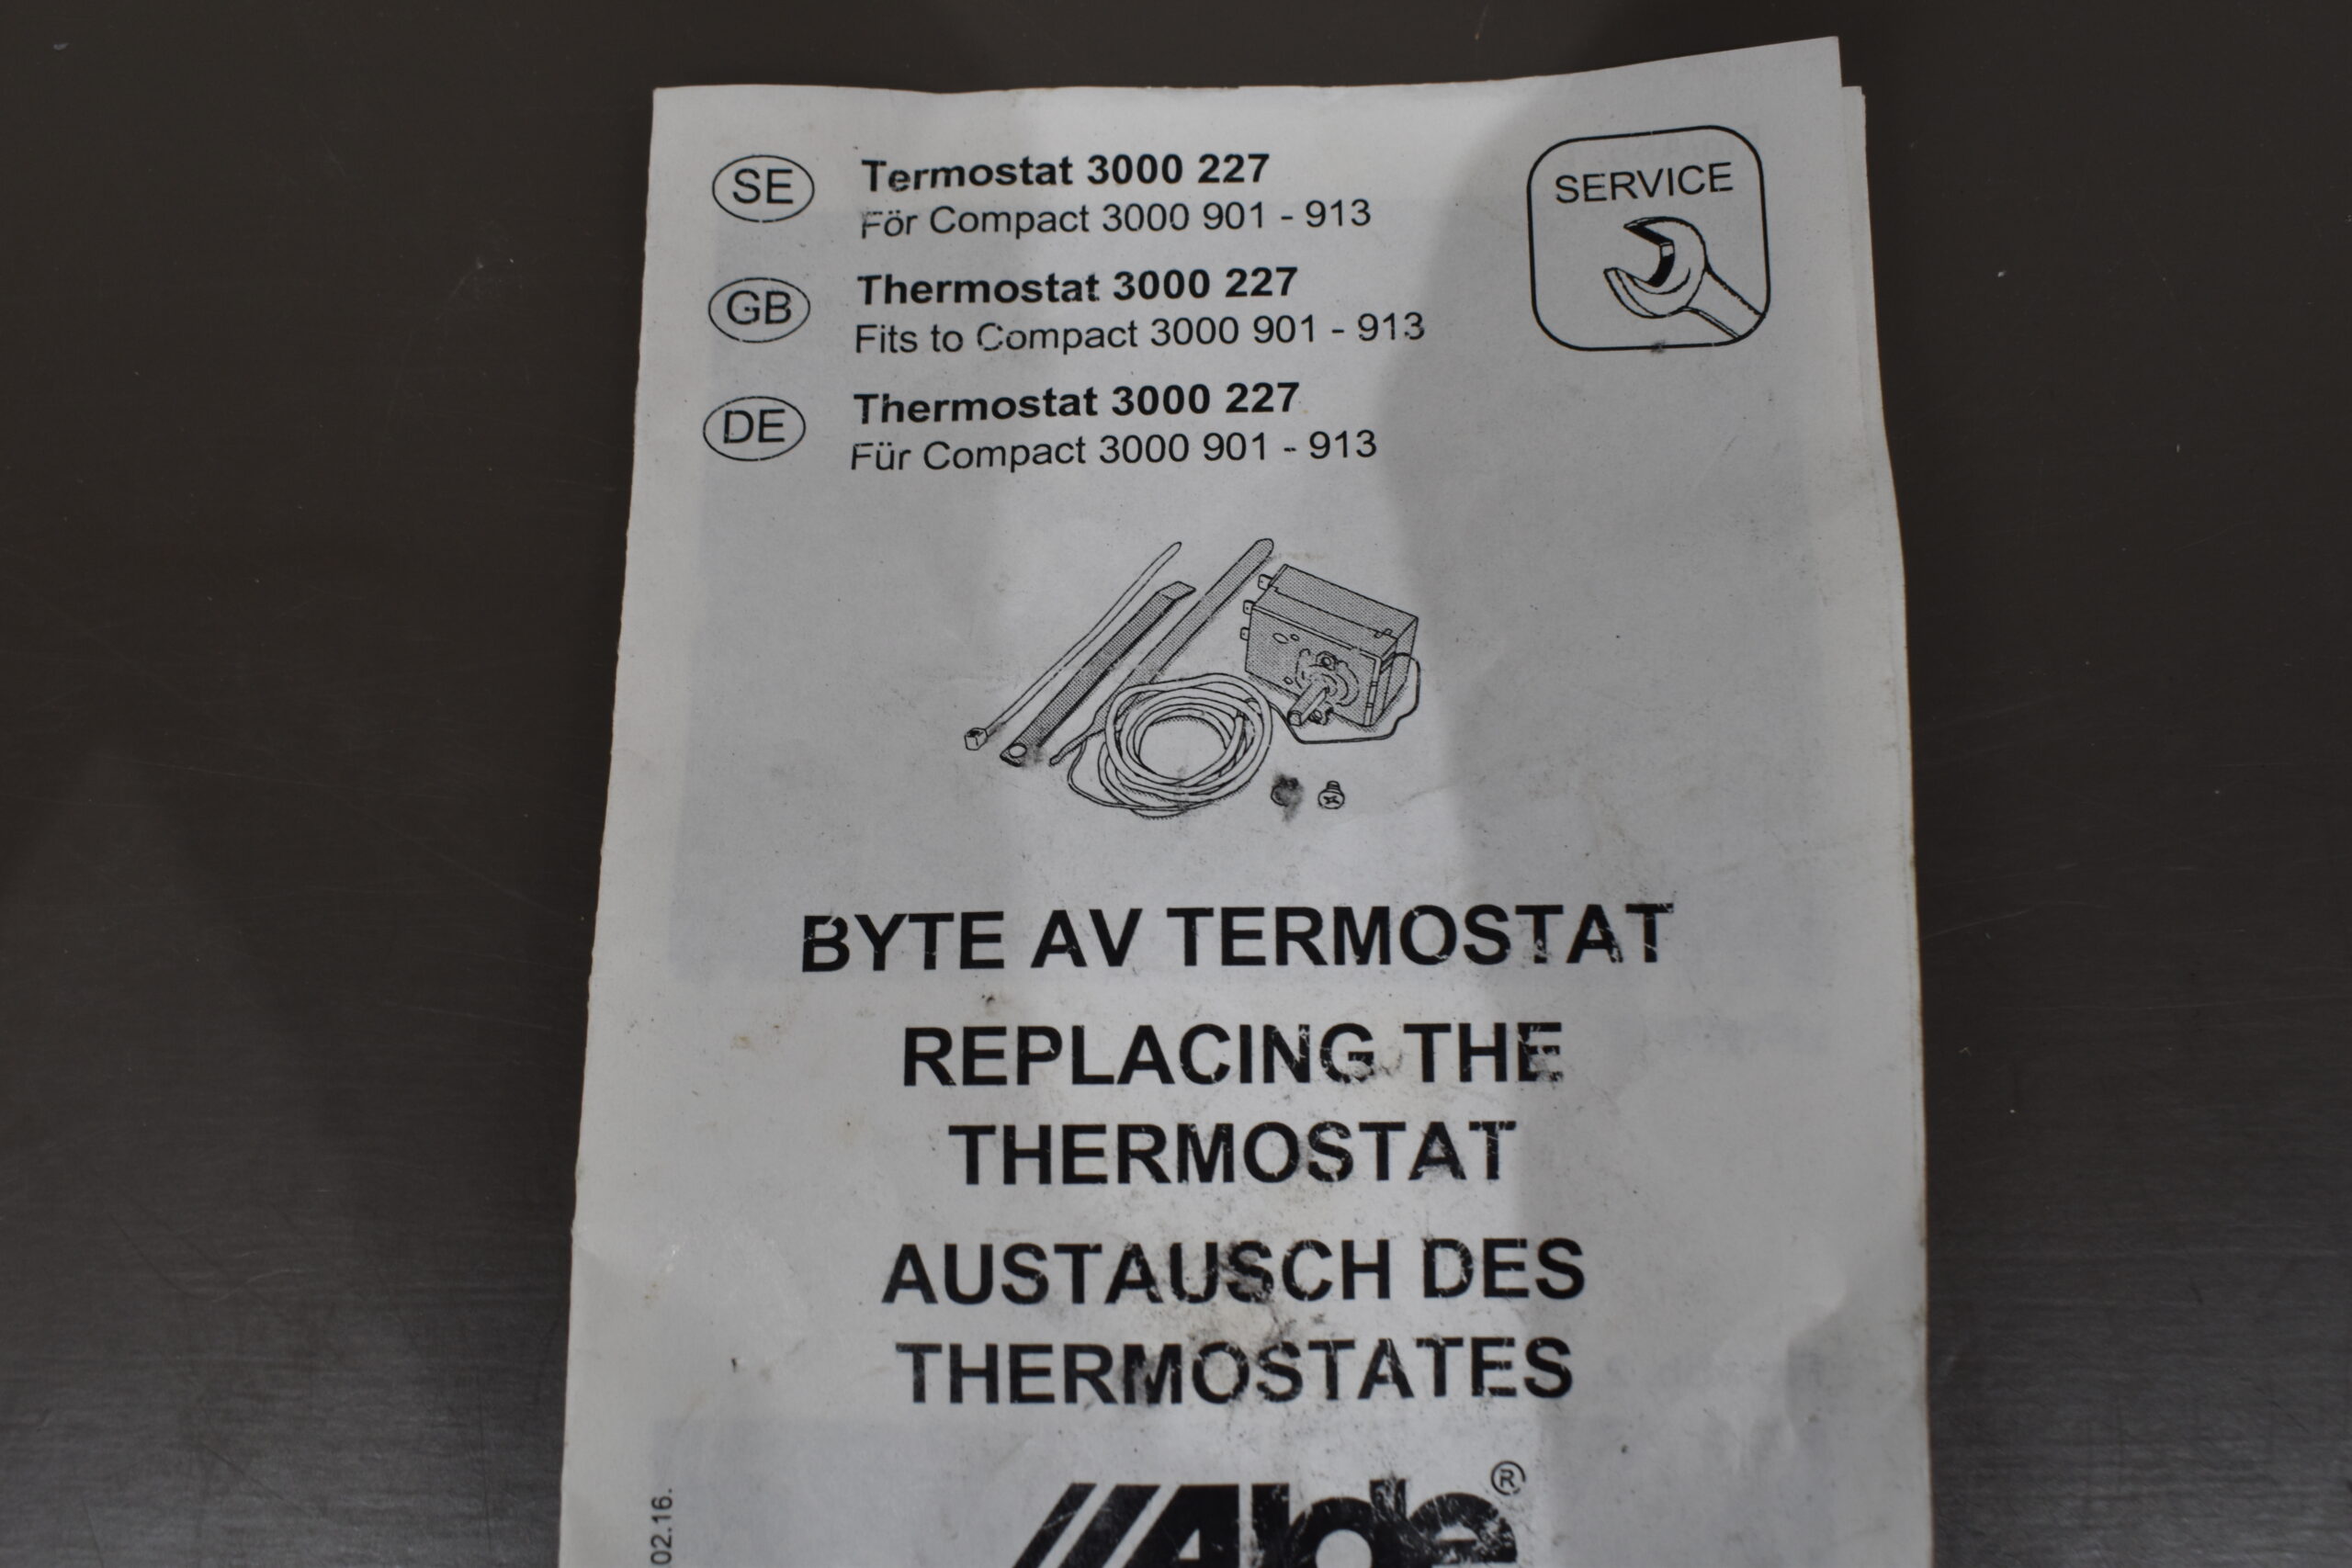 SE
Termostat 3000 227
För Compact 3000 901 - 913
GB
Thermostat 3000 227
Fits to Compact 3000 901 - 913
DE
Thermostat 3000 227
Für Compact 3000 901 - 913
SERVICE
BYTE AV TERMOSTAT
REPLACING THE
THERMOSTAT
AUSTAUSCH DES
THERMOSTATES
Alde®
02.16.